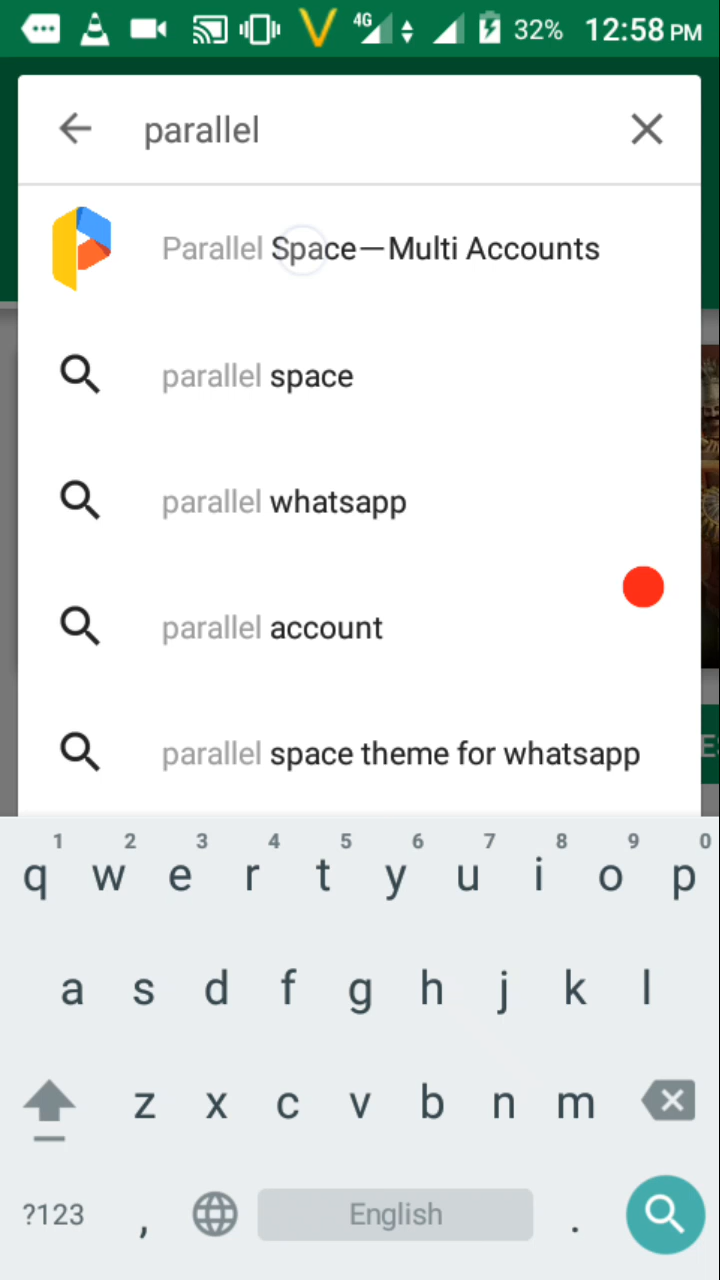 4G 32% 12:58 PM
parallel
Parallel Space—Multi Accounts
parallel space
parallel whatsapp
parallel account
parallel space theme for whatsapp
1 2 3 4 5 6 7 8 9 0
q w e r t y u i o p
a s d f g h j k l
z x c v b n m
?123 , English .